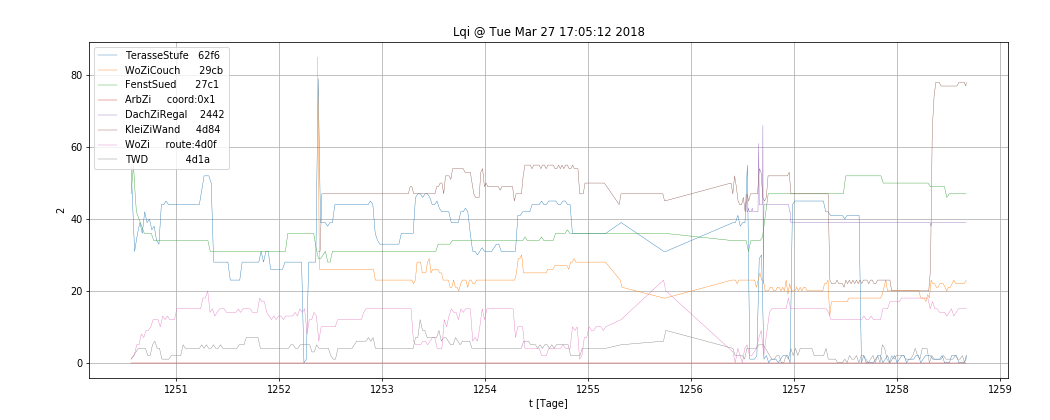 Lqi @ Tue Mar 27 17:05:12 2018
TerasseStufe 62f6
WoZiCouch 29cb
FenstSued 27c1
ArbZi coord:0x1
DachZiRegal 2442
KleiZiWand 4d84
WoZi route:4d0f
TWD 4d1a
80
60
40
20
0
2
1251 1252 1253 1254 1255 1256 1257 1258 1259
t [Tage]